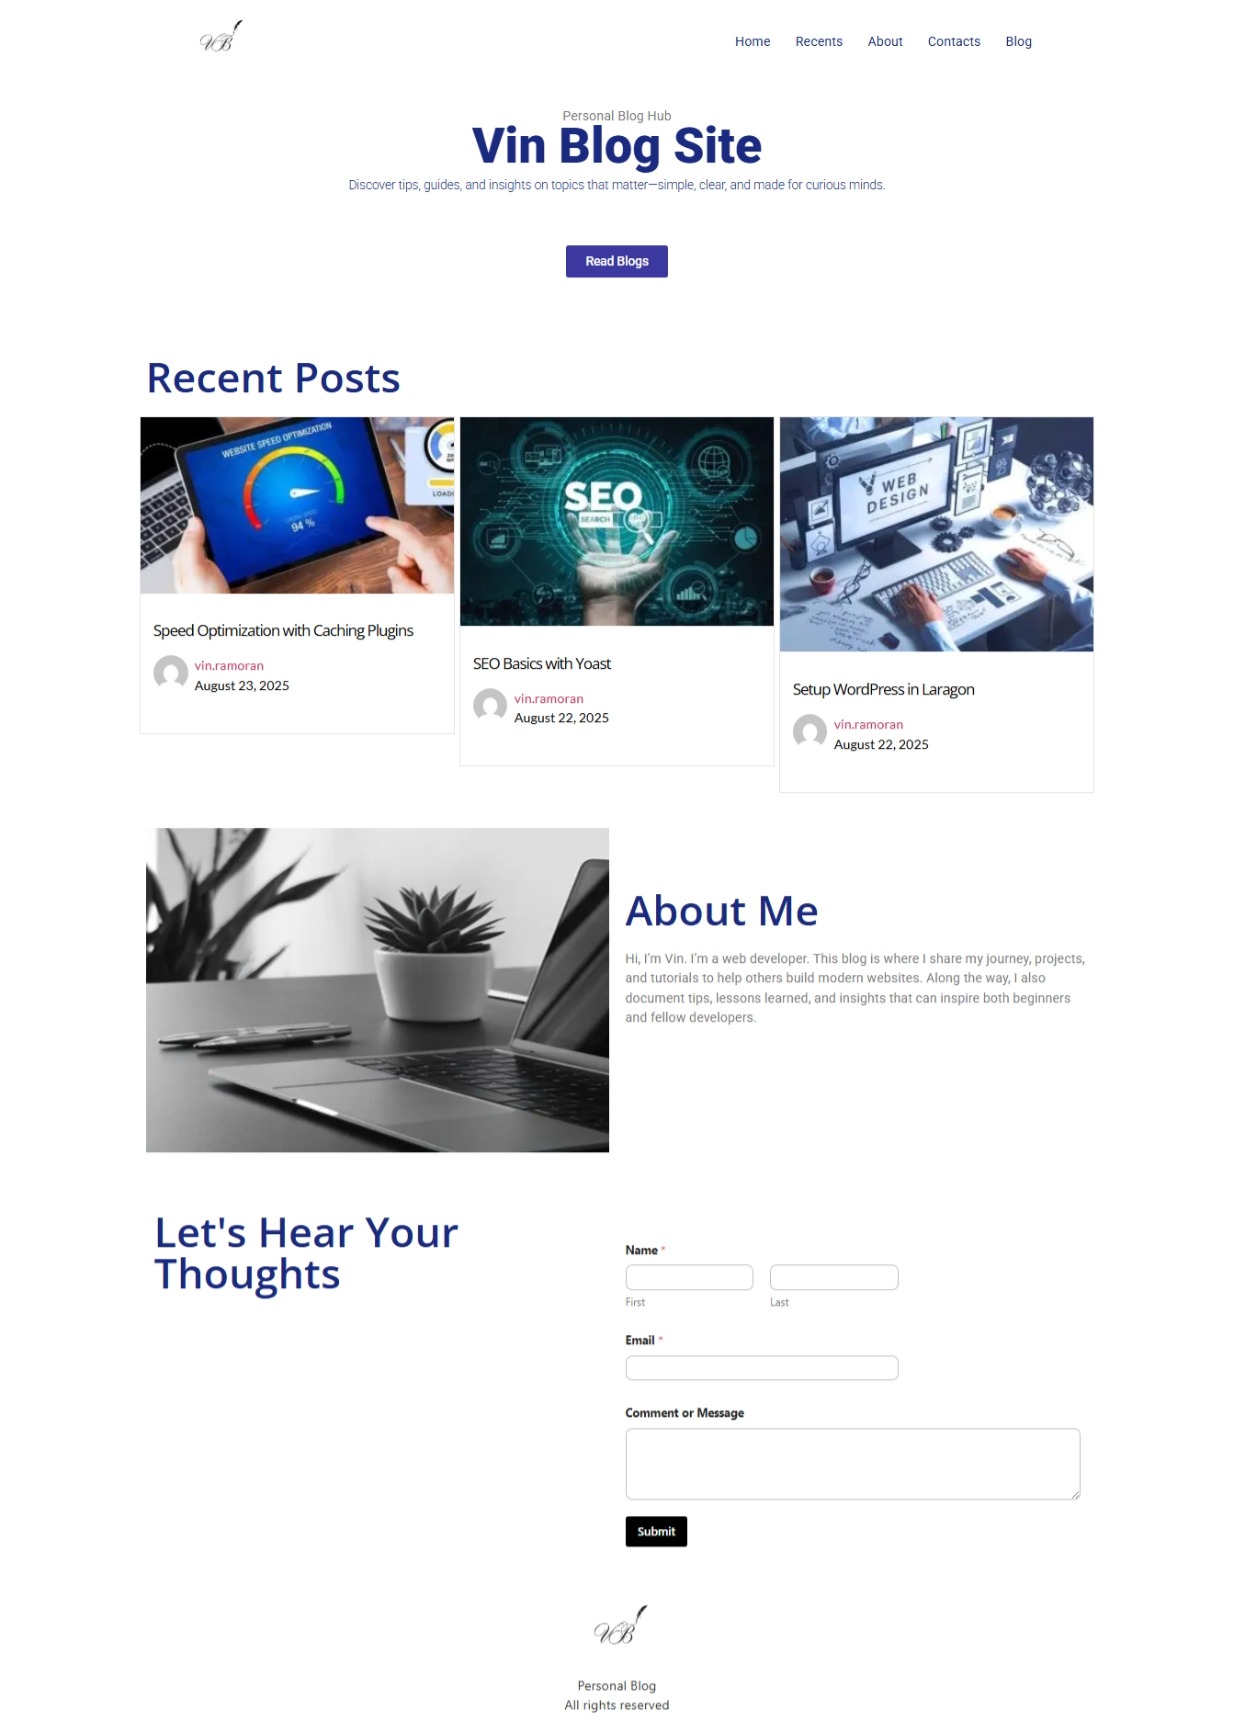 VB
Home Recents About Contacts Blog
Personal Blog Hub
Vin Blog Site
Discover tips, guides, and insights on topics that matter—simple, clear, and made for curious minds.
Read Blogs
Recent Posts
WEBSITE SPEED OPTIMIZATION
LOADING SPEED
94 %
LOADI
Speed Optimization with Caching Plugins
vin.ramoran
August 23, 2025
SEO
SEARCH
SEO Basics with Yoast
vin.ramoran
August 22, 2025
WEB
DESIGN
Setup WordPress in Laragon
vin.ramoran
August 22, 2025
About Me
Hi, I'm Vin. I'm a web developer. This blog is where I share my journey, projects,
and tutorials to help others build modern websites. Along the way, I also
document tips, lessons learned, and insights that can inspire both beginners
and fellow developers.
Let's Hear Your
Thoughts
Name *
First Last
Email *
Comment or Message
Submit
VB
Personal Blog
All rights reserved